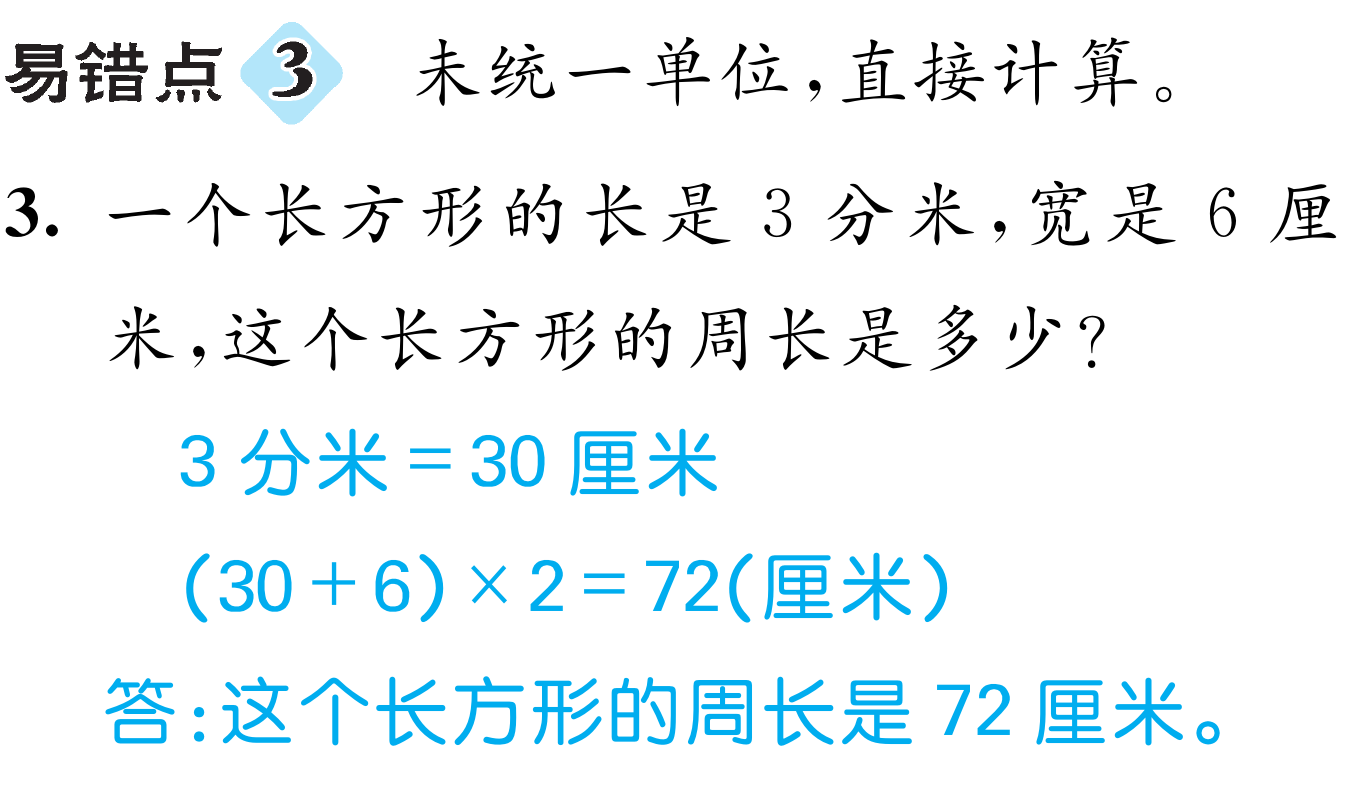 易错点 3 未统一单位,直接计算。
3. 一个长方形的长是 3 分米,宽是 6 厘
米,这个长方形的周长是多少?
3 分米=30 厘米
(30+6)×2=72(厘米)
答:这个长方形的周长是 72 厘米。